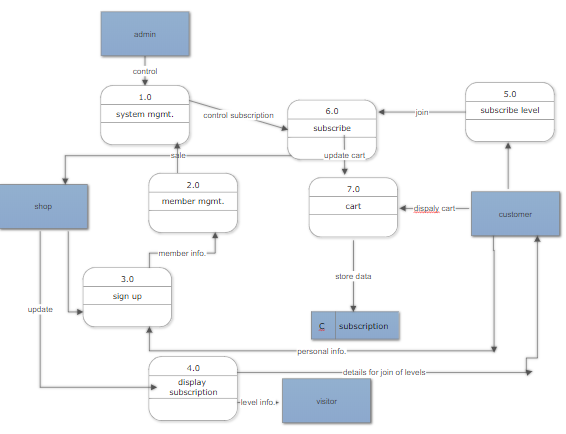 admin
control
1.0
system mgmt.
control subscription
6.0
subscribe
join
5.0
subscribe level
sale
update cart
2.0
member mgmt.
7.0
cart
dispaly cart
customer
shop
member info.
3.0
sign up
store data
update
C subscription
personal info.
4.0
display
subscription
details for join of levels
level info.
visitor